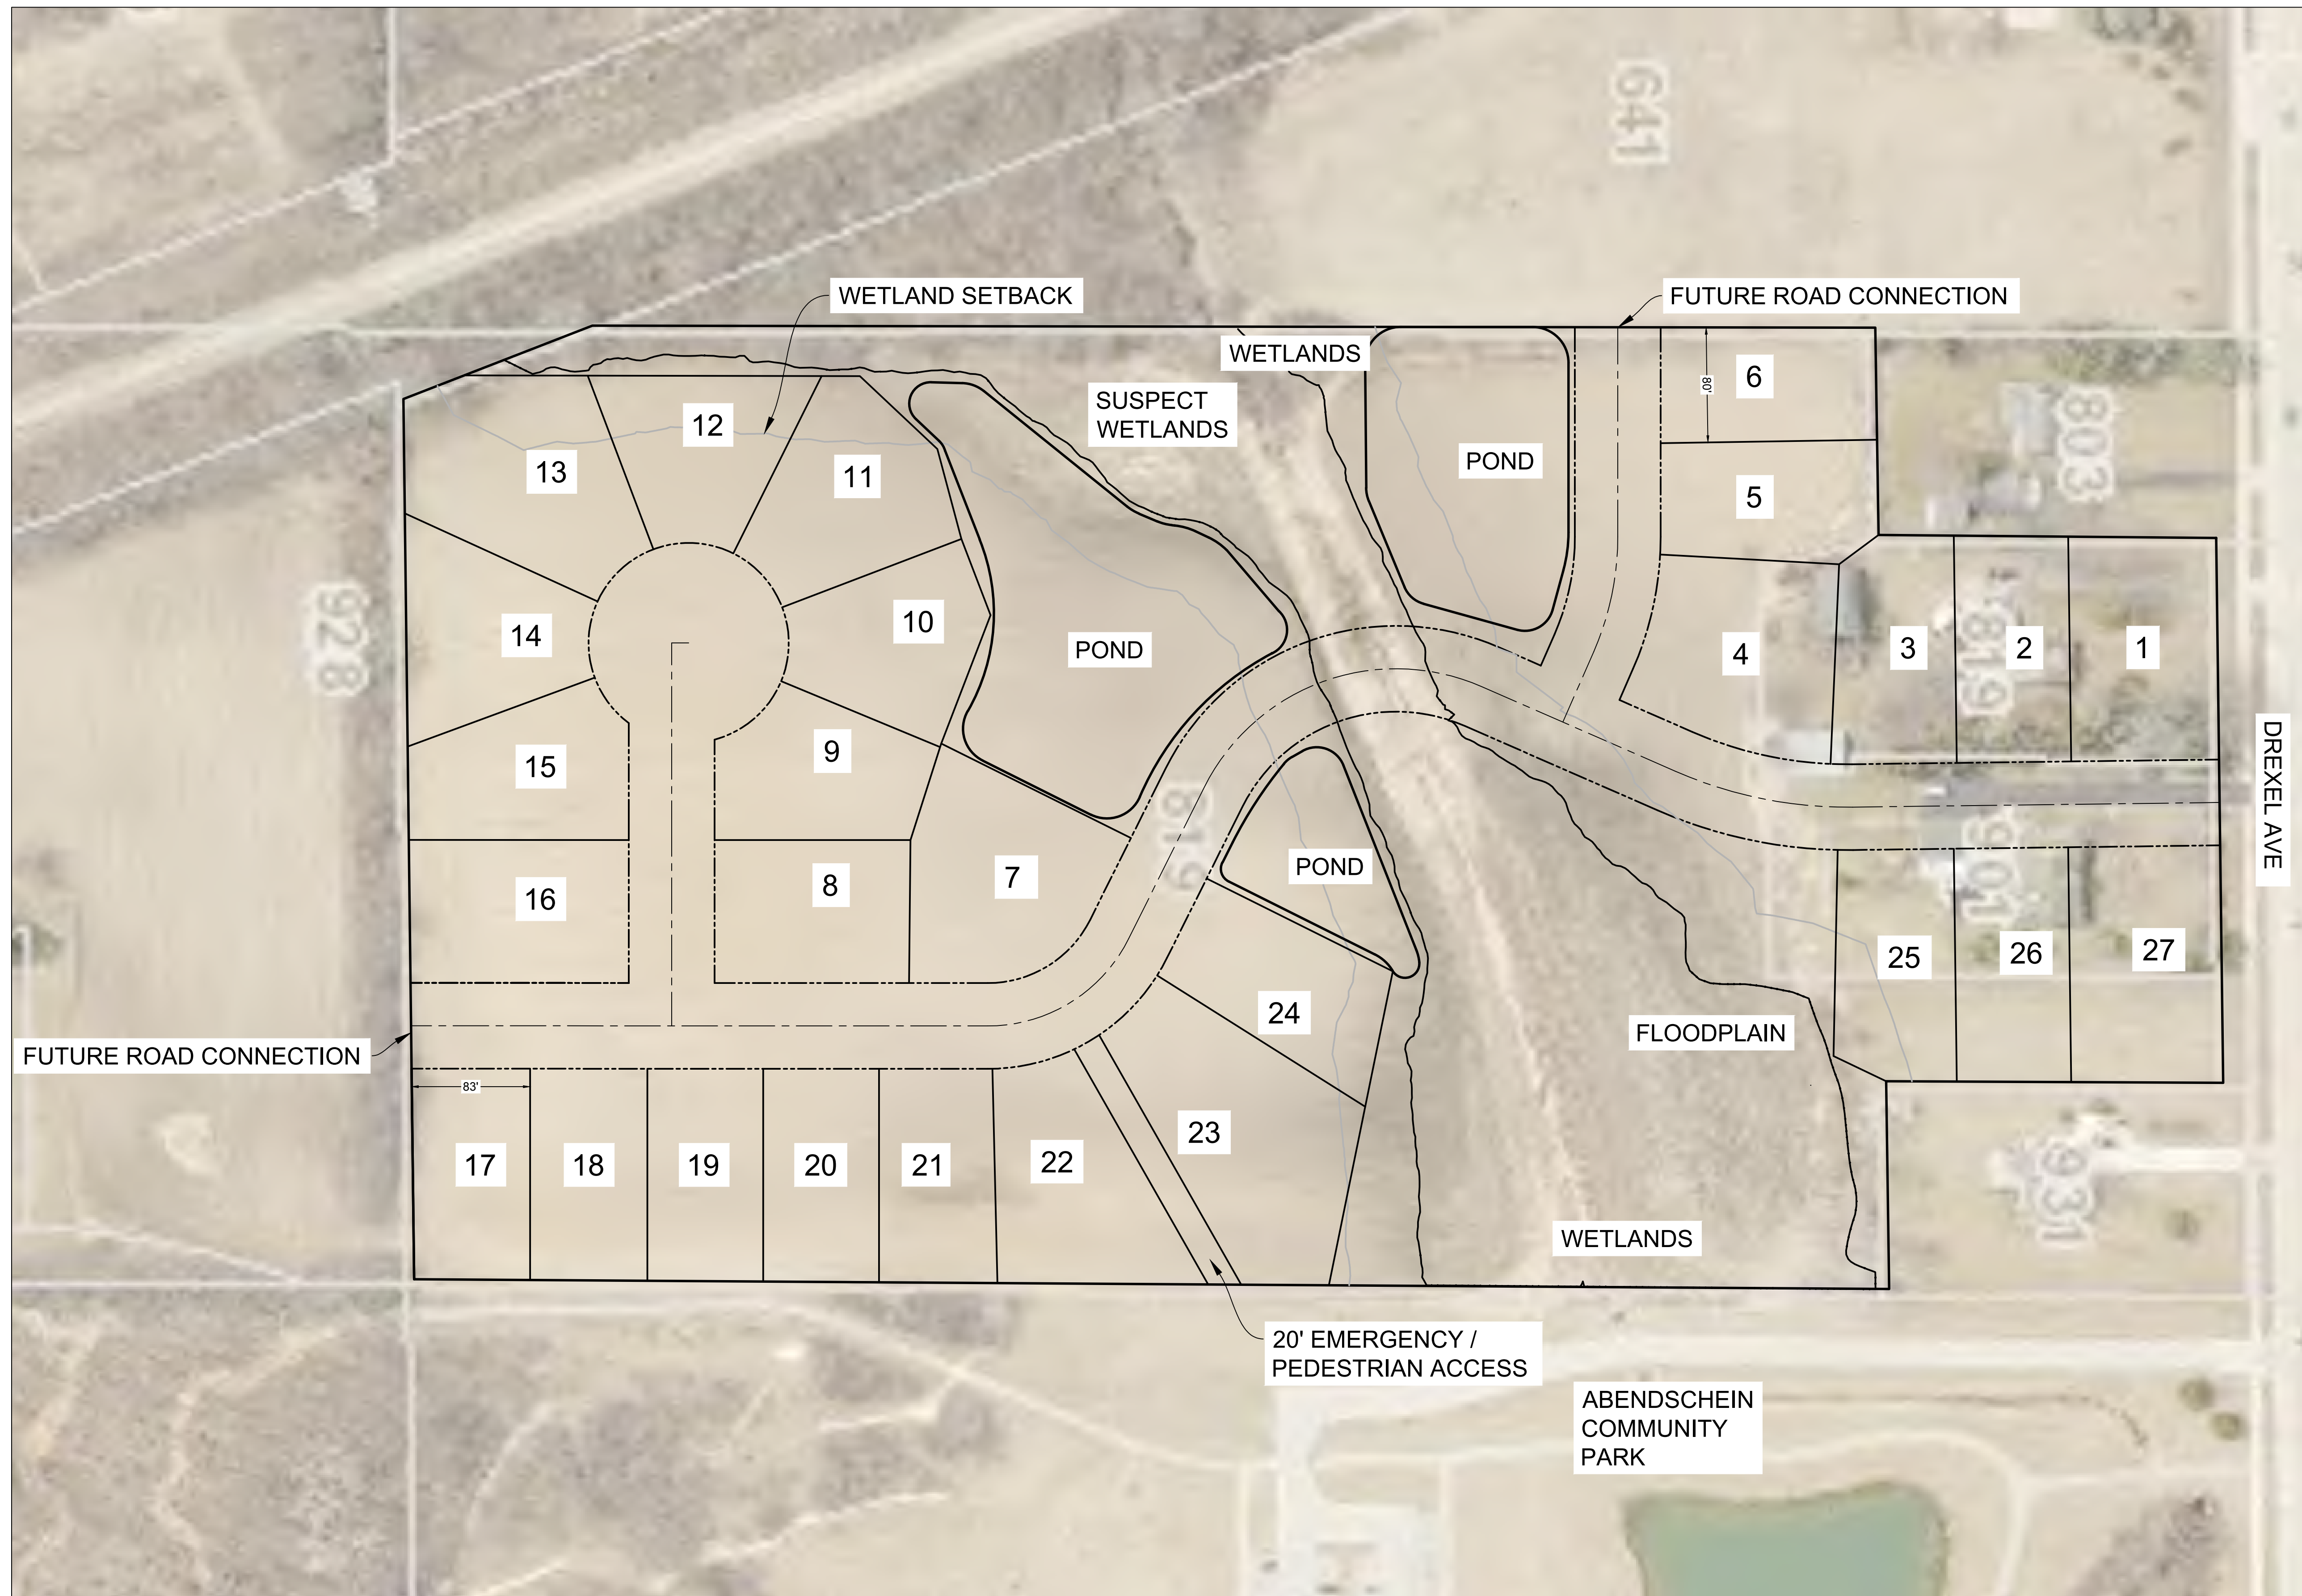 641
WETLAND SETBACK
FUTURE ROAD CONNECTION
WETLANDS
SUSPECT
WETLANDS
6
80'
12
13
11
POND
5
803
928
14
10
POND
4
3
819
2
1
15
9
819
16
8
7
POND
DREXEL AVE
901
25
26
27
24
FLOODPLAIN
FUTURE ROAD CONNECTION
83'
17
18
19
20
21
22
23
931
WETLANDS
20' EMERGENCY /
PEDESTRIAN ACCESS
ABENDSCHEIN
COMMUNITY
PARK